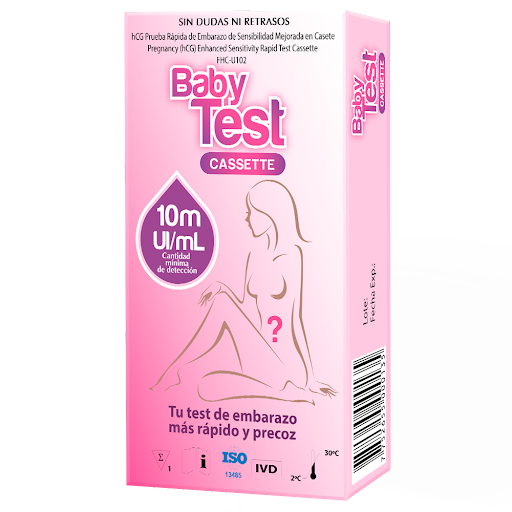 SIN DUDAS NI RETRASOS
hCG Prueba Rápida de Embarazo de Sensibilidad Mejorada en Casete
Pregnancy (hCG) Enhanced Sensitivity Rapid Test Cassette
FHC-U102
Baby
Test
CASSETTE
10m
UI/mL
Cantidad
mínima
de detección
?
Tu test de embarazo
más rápido y precoz
Σ
1
i
ISO
13485
IVD
2ºC
30ºC
Baby
Test
CASSETTE
Lote:
Fecha Exp.: